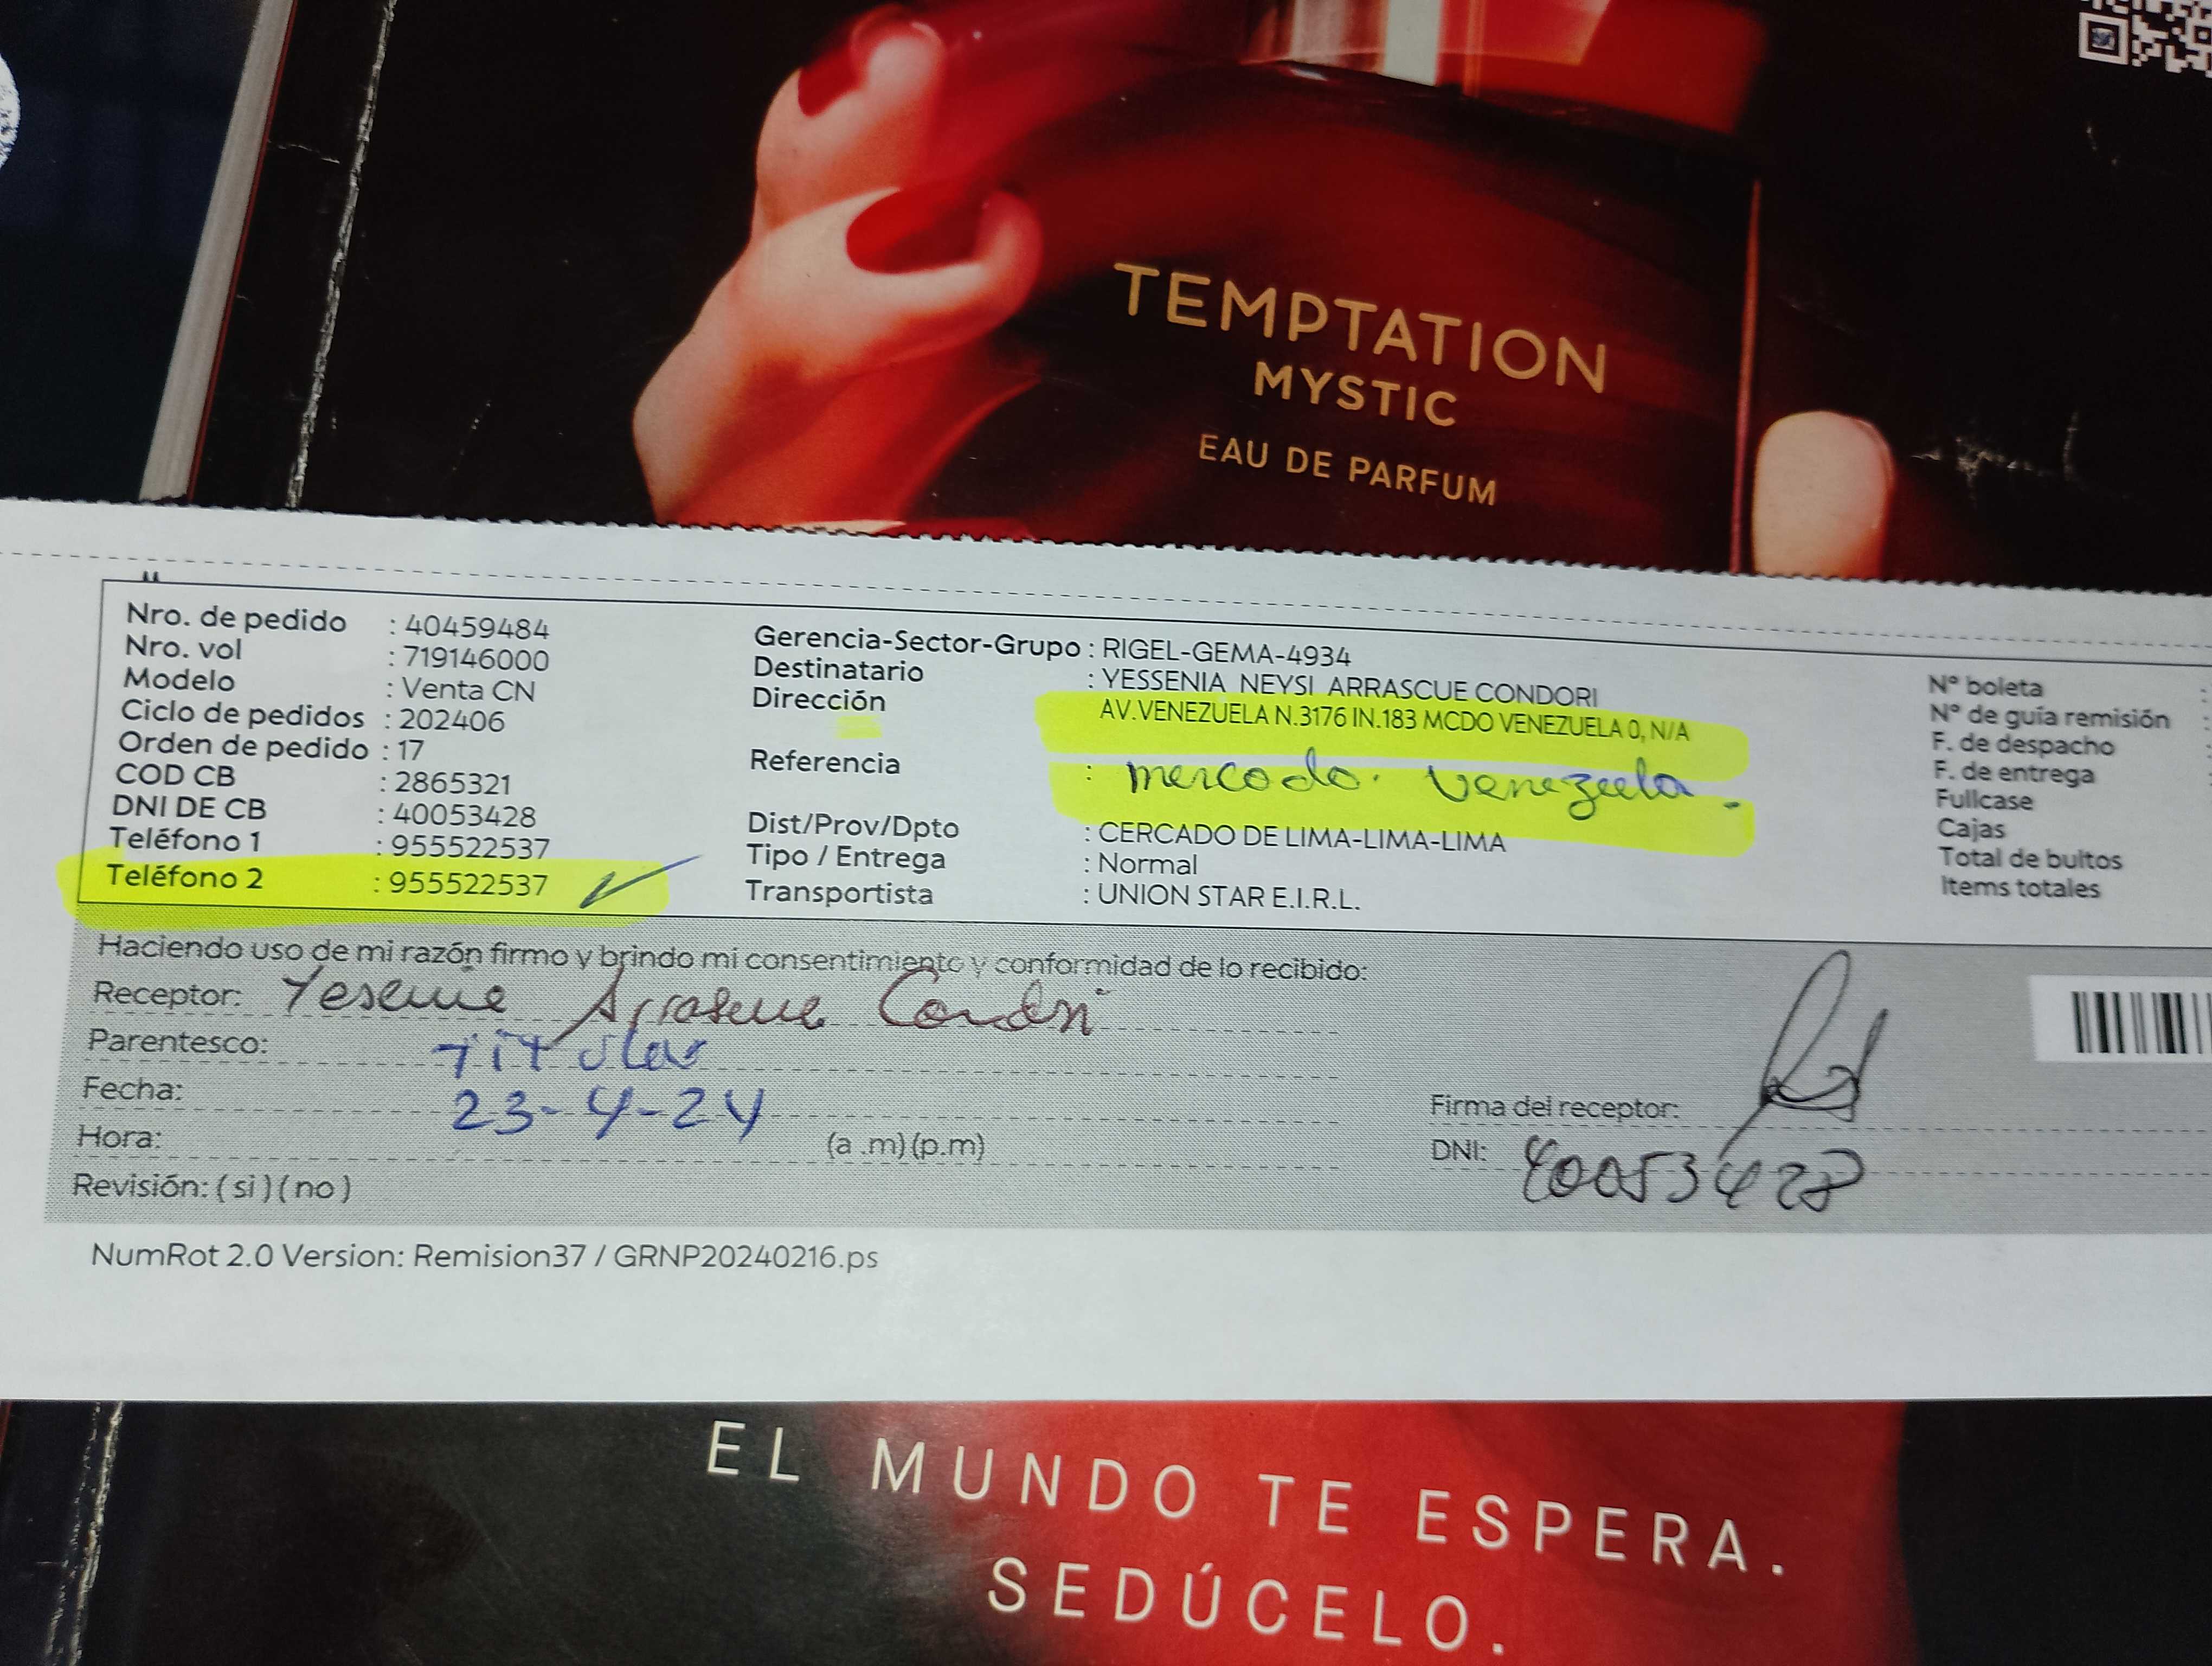 TEMPTATION
MYSTIC
EAU DE PARFUM
Nro. de pedido : 40459484
Nro. vol : 719146000
Modelo : Venta CN
Ciclo de pedidos : 202406
Orden de pedido : 17
COD CB : 2865321
DNI DE CB : 40053428
Teléfono 1 : 955522537
Teléfono 2 : 955522537
Gerencia-Sector-Grupo : RIGEL-GEMA-4934
Destinatario : YESSENIA NEYSI ARRASCUE CONDORI
Dirección AV.VENEZUELA N.3176 IN.183 MCDO VENEZUELA 0, N/A
Referencia : mercado. Venezuela.
Dist/Prov/Dpto : CERCADO DE LIMA-LIMA-LIMA
Tipo / Entrega : Normal
Transportista : UNION STAR E.I.R.L.
N° boleta :
N° de guía remisión :
F. de despacho
F. de entrega
Fullcase
Cajas
Total de bultos
Items totales
Haciendo uso de mi razón firmo y brindo mi consentimiento y conformidad de lo recibido:
Receptor: Yesenie Arrascue Condori
Parentesco: Titular
Fecha: 23-4-24
Hora: (a .m) (p.m)
Revisión: ( si ) ( no )
Firma del receptor:
DNI: 40053428
NumRot 2.0 Version: Remision37 / GRNP20240216.ps
EL MUNDO TE ESPERA.
SEDÚCELO.